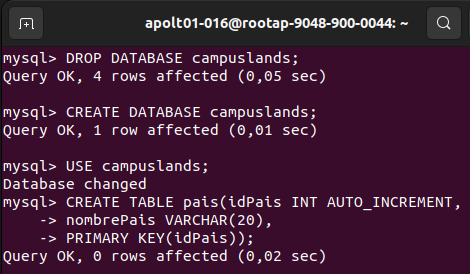 apolt01-016@rootap-9048-900-0044: ~
mysql> DROP DATABASE campuslands;
Query OK, 4 rows affected (0,05 sec)
mysql> CREATE DATABASE campuslands;
Query OK, 1 row affected (0,01 sec)
mysql> USE campuslands;
Database changed
mysql> CREATE TABLE pais(idPais INT AUTO_INCREMENT,
    -> nombrePais VARCHAR(20),
    -> PRIMARY KEY(idPais));
Query OK, 0 rows affected (0,02 sec)